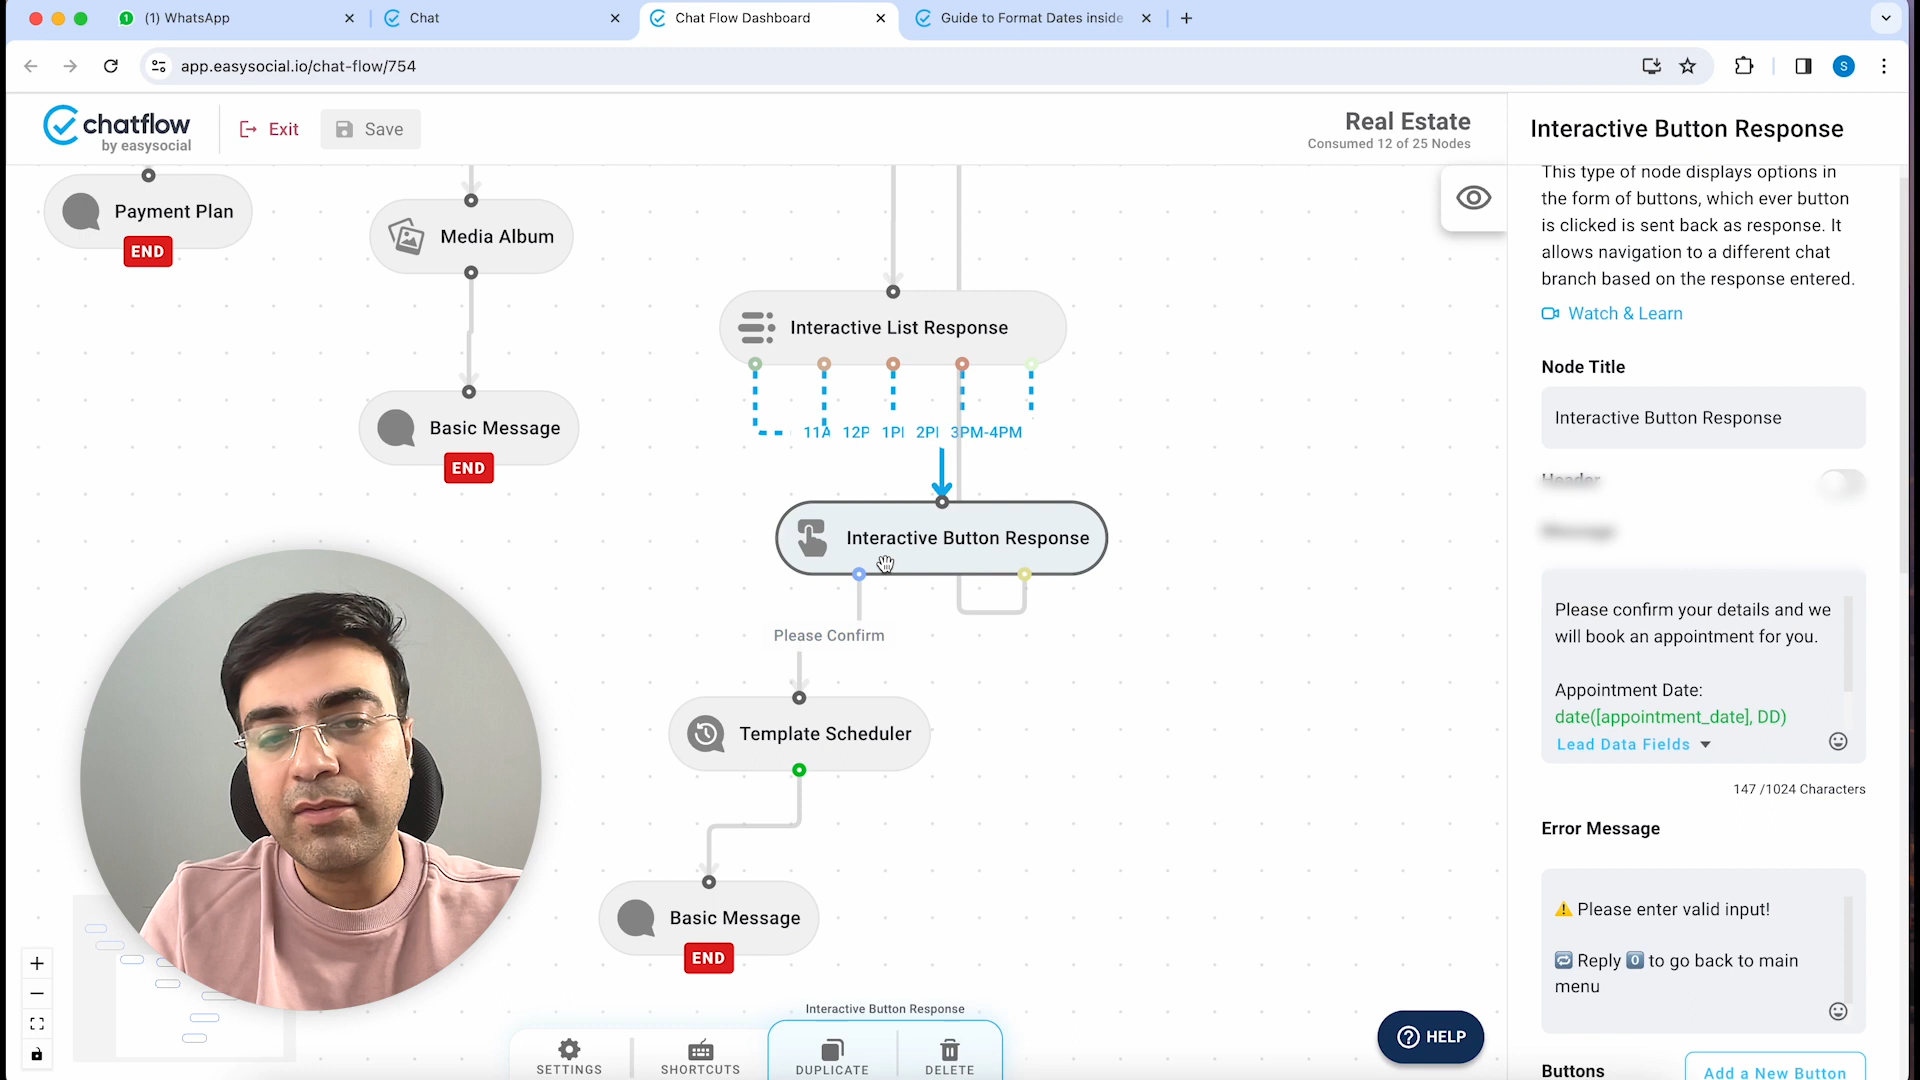 (1) WhatsApp
Chat
Chat Flow Dashboard
Guide to Format Dates inside
app.easysocial.io/chat-flow/754
S
chatflow
by easysocial
Exit
Save
Real Estate
Consumed 12 of 25 Nodes
Payment Plan
END
Media Album
Basic Message
END
Interactive List Response
11A 12P 1PI 2PI 3PM-4PM
Interactive Button Response
Please Confirm
Template Scheduler
Basic Message
END
Interactive Button Response
SETTINGS
SHORTCUTS
DUPLICATE
DELETE
HELP
Interactive Button Response
This type of node displays options in
the form of buttons, which ever button
is clicked is sent back as response. It
allows navigation to a different chat
branch based on the response entered.
Watch & Learn
Node Title
Interactive Button Response
Header
Message
Please confirm your details and we
will book an appointment for you.
Appointment Date:
date([appointment_date], DD)
Lead Data Fields
147 /1024 Characters
Error Message
⚠️ Please enter valid input!
🔁 Reply 0️⃣ to go back to main
menu
Buttons
Add a New Button